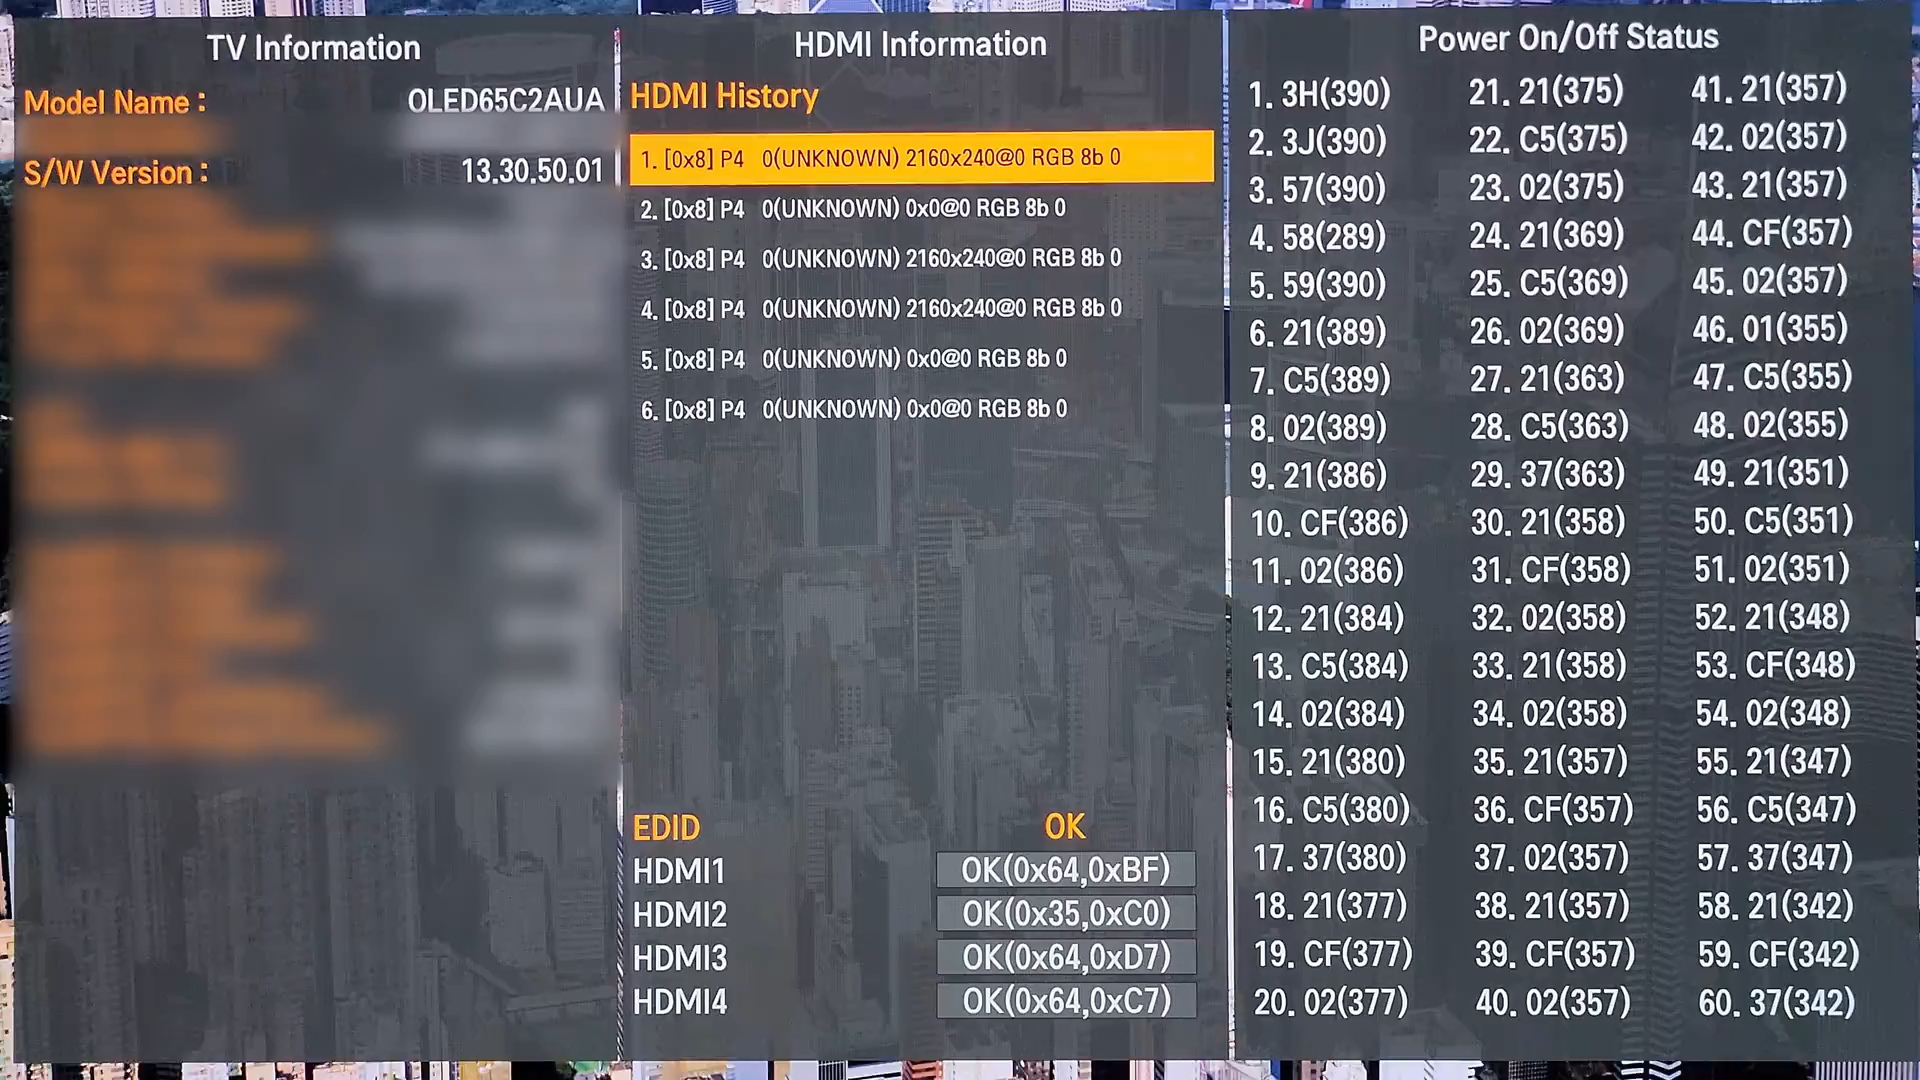 TV Information
Model Name : OLED65C2AUA
S/W Version : 13.30.50.01
HDMI Information
HDMI History
1. [0x8] P4 0(UNKNOWN) 2160x240@0 RGB 8b 0
2. [0x8] P4 0(UNKNOWN) 0x0@0 RGB 8b 0
3. [0x8] P4 0(UNKNOWN) 2160x240@0 RGB 8b 0
4. [0x8] P4 0(UNKNOWN) 2160x240@0 RGB 8b 0
5. [0x8] P4 0(UNKNOWN) 0x0@0 RGB 8b 0
6. [0x8] P4 0(UNKNOWN) 0x0@0 RGB 8b 0
EDID OK
HDMI1 OK(0x64,0xBF)
HDMI2 OK(0x35,0xC0)
HDMI3 OK(0x64,0xD7)
HDMI4 OK(0x64,0xC7)
Power On/Off Status
1. 3H(390) 21. 21(375) 41. 21(357)
2. 3J(390) 22. C5(375) 42. 02(357)
3. 57(390) 23. 02(375) 43. 21(357)
4. 58(289) 24. 21(369) 44. CF(357)
5. 59(390) 25. C5(369) 45. 02(357)
6. 21(389) 26. 02(369) 46. 01(355)
7. C5(389) 27. 21(363) 47. C5(355)
8. 02(389) 28. C5(363) 48. 02(355)
9. 21(386) 29. 37(363) 49. 21(351)
10. CF(386) 30. 21(358) 50. C5(351)
11. 02(386) 31. CF(358) 51. 02(351)
12. 21(384) 32. 02(358) 52. 21(348)
13. C5(384) 33. 21(358) 53. CF(348)
14. 02(384) 34. 02(358) 54. 02(348)
15. 21(380) 35. 21(357) 55. 21(347)
16. C5(380) 36. CF(357) 56. C5(347)
17. 37(380) 37. 02(357) 57. 37(347)
18. 21(377) 38. 21(357) 58. 21(342)
19. CF(377) 39. CF(357) 59. CF(342)
20. 02(377) 40. 02(357) 60. 37(342)